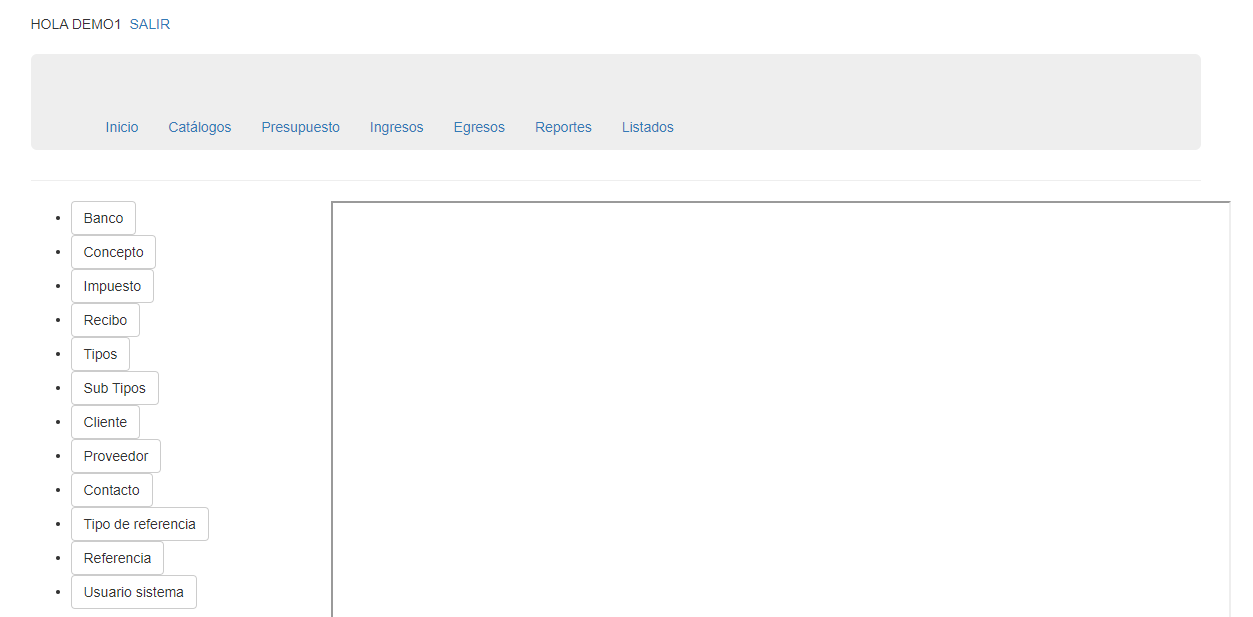 HOLA DEMO1 SALIR
Inicio Catálogos Presupuesto Ingresos Egresos Reportes Listados
Banco
Concepto
Impuesto
Recibo
Tipos
Sub Tipos
Cliente
Proveedor
Contacto
Tipo de referencia
Referencia
Usuario sistema